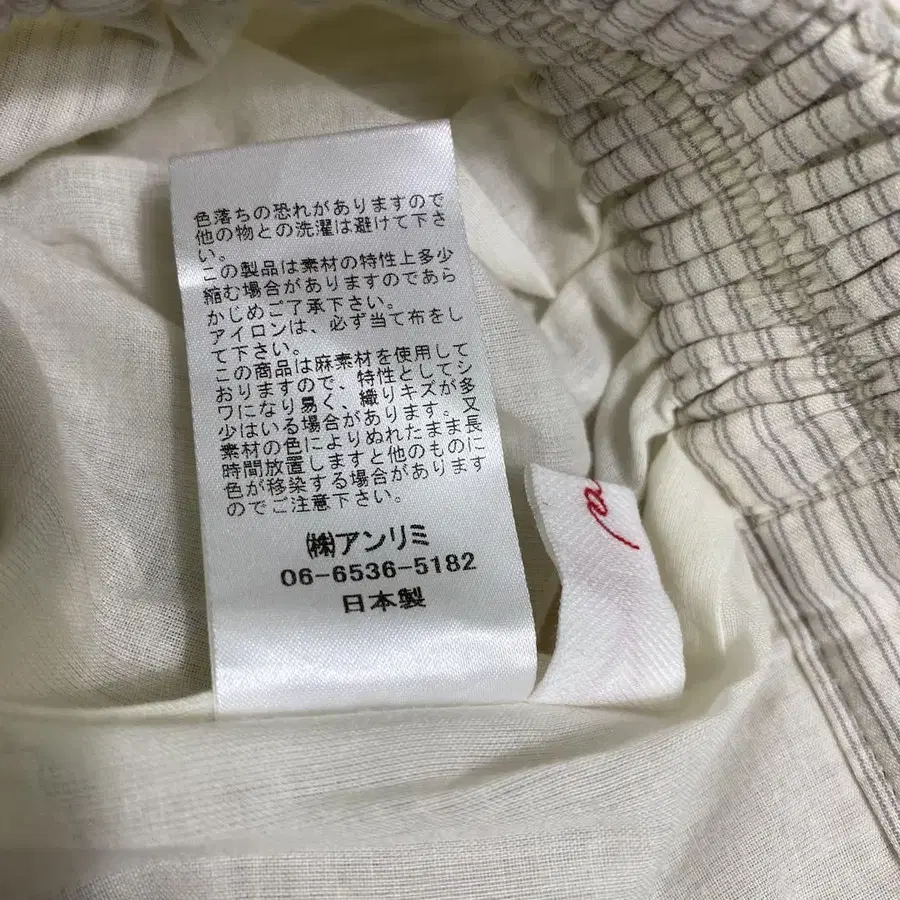 色落ちの恐れがありますので
他の物との洗濯は避けて下さ
い。
この製品は素材の特性上多少
縮む場合がありますのであら
かじめご了承下さい。
アイロンは、必ず当て布をし
て下さい。
この商品は麻素材を使用して
おりますので、特性としてシ
ワになり易く、織りキズが多
少はいる場合があります。又
素材の色によりぬれたまま長
時間放置しますと他のものに
色が移染する場合があります
のでご注意下さい。
㈱アンリミ
06-6536-5182
日本製